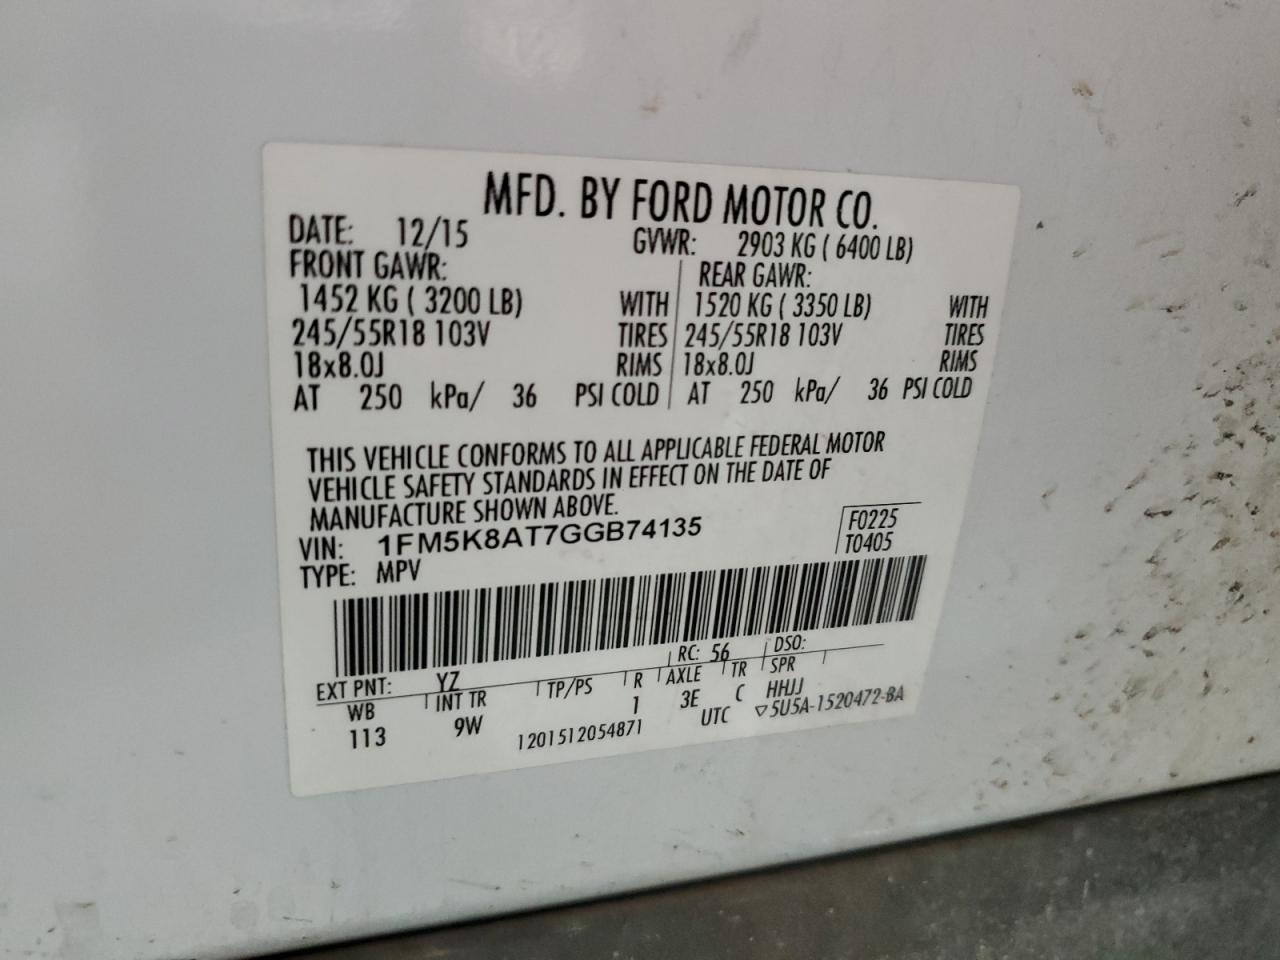 MFD. BY FORD MOTOR CO.
DATE: 12/15 GVWR: 2903 KG ( 6400 LB)
FRONT GAWR: REAR GAWR:
1452 KG ( 3200 LB) WITH 1520 KG ( 3350 LB) WITH
245/55R18 103V TIRES 245/55R18 103V TIRES
18x8.0J RIMS 18x8.0J RIMS
AT 250 kPa/ 36 PSI COLD AT 250 kPa/ 36 PSI COLD
THIS VEHICLE CONFORMS TO ALL APPLICABLE FEDERAL MOTOR
VEHICLE SAFETY STANDARDS IN EFFECT ON THE DATE OF
MANUFACTURE SHOWN ABOVE.
VIN: 1FM5K8AT7GGB74135 F0225
TYPE: MPV T0405
EXT PNT: YZ RC: 56 DSO:
WB INT TR TP/PS R AXLE TR SPR
113 9W 1 3E C HHJJ
1201512054871 UTC ▽5U5A-1520472-BA